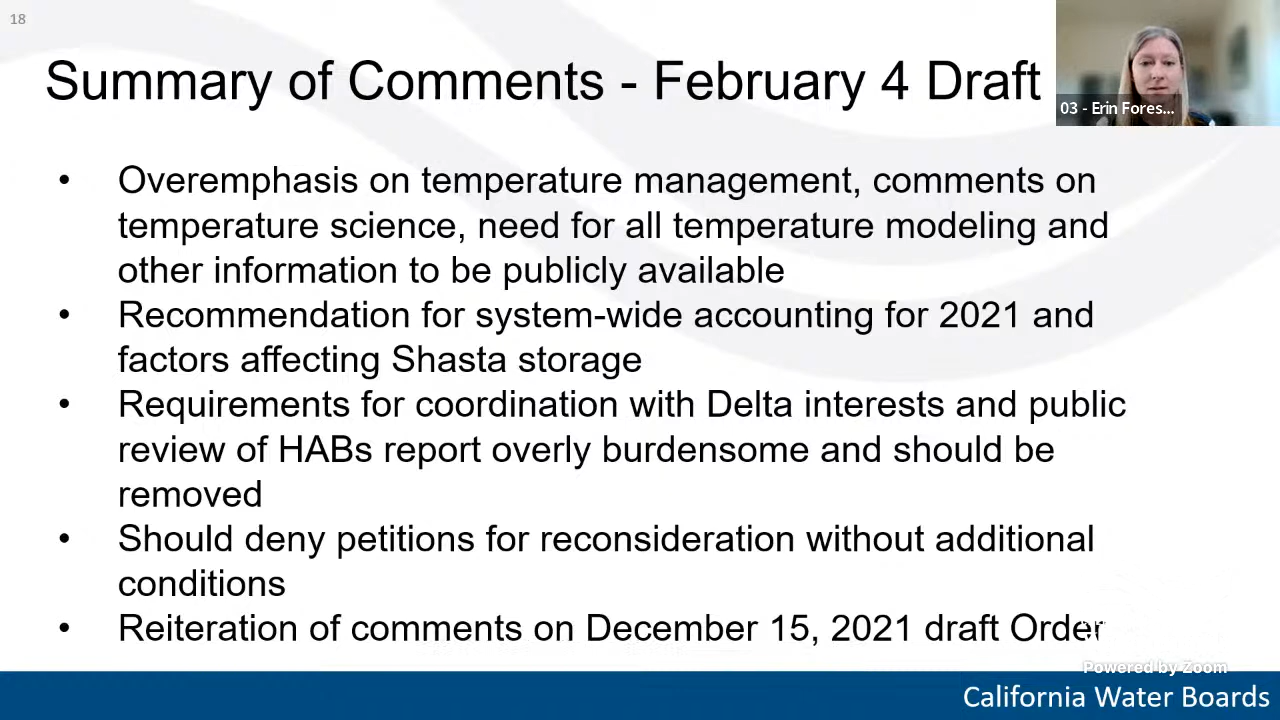 18
Summary of Comments - February 4 Draft
03 - Erin Fores...
• Overemphasis on temperature management, comments on
temperature science, need for all temperature modeling and
other information to be publicly available
• Recommendation for system-wide accounting for 2021 and
factors affecting Shasta storage
• Requirements for coordination with Delta interests and public
review of HABs report overly burdensome and should be
removed
• Should deny petitions for reconsideration without additional
conditions
• Reiteration of comments on December 15, 2021 draft Order
Powered by Zoom
California Water Boards